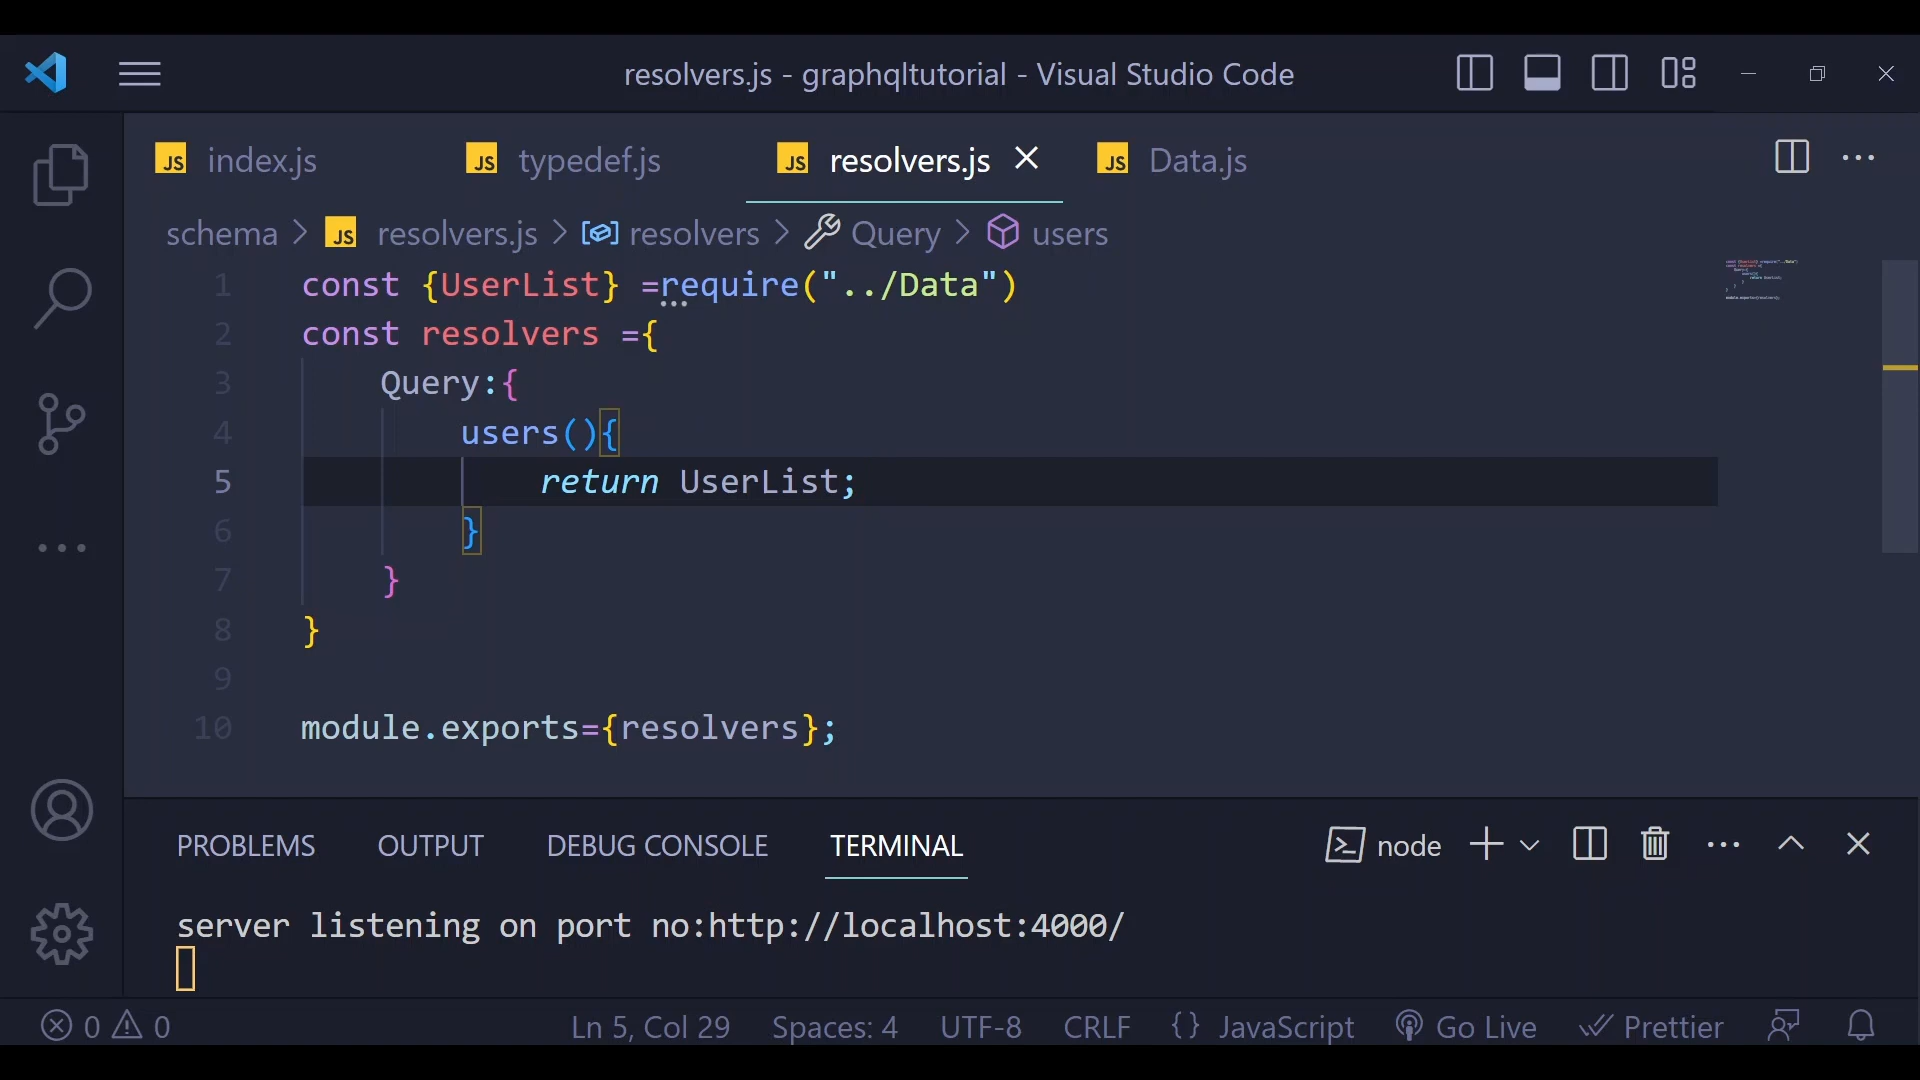 resolvers.js - graphqltutorial - Visual Studio Code
JS index.js JS typedef.js JS resolvers.js JS Data.js
schema > JS resolvers.js > resolvers > Query > users
1 const {UserList} =require("../Data")
2 const resolvers ={
3 Query:{
4 users(){
5 return UserList;
6 }
7 }
8 }
9
10 module.exports={resolvers};
PROBLEMS OUTPUT DEBUG CONSOLE TERMINAL node
server listening on port no:http://localhost:4000/
0 0 Ln 5, Col 29 Spaces: 4 UTF-8 CRLF {} JavaScript Go Live Prettier